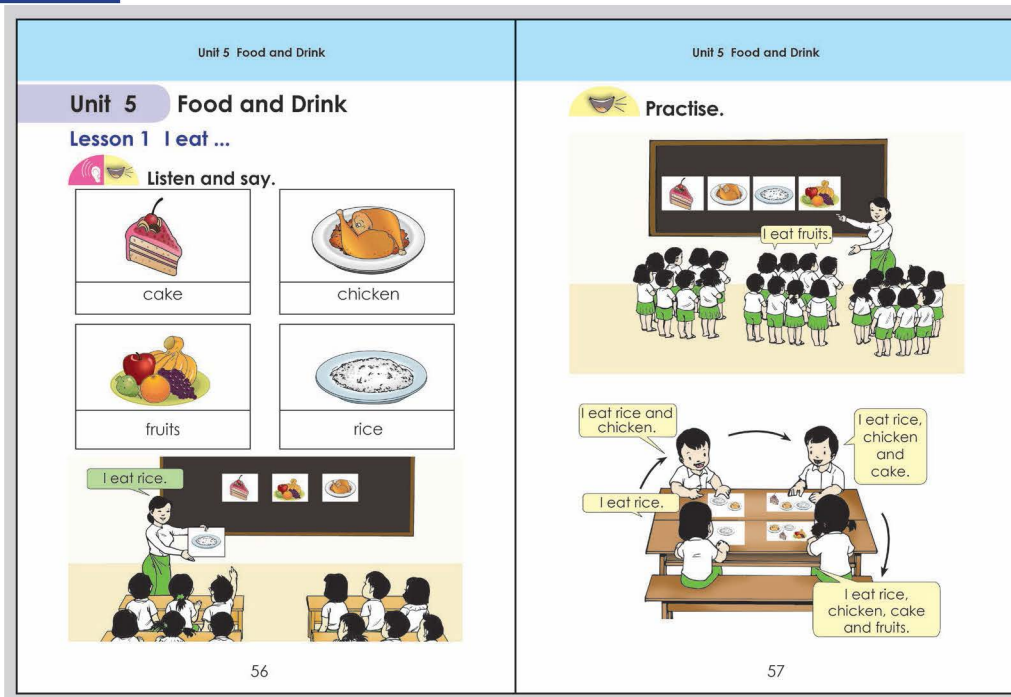 Unit 5 Food and Drink
Unit 5 Food and Drink
Lesson 1 I eat ...
Listen and say.
cake
chicken
fruits
rice
I eat rice.
56
Unit 5 Food and Drink
Practise.
I eat fruits.
I eat rice and
chicken.
I eat rice,
chicken
and
cake.
I eat rice.
I eat rice,
chicken, cake
and fruits.
57